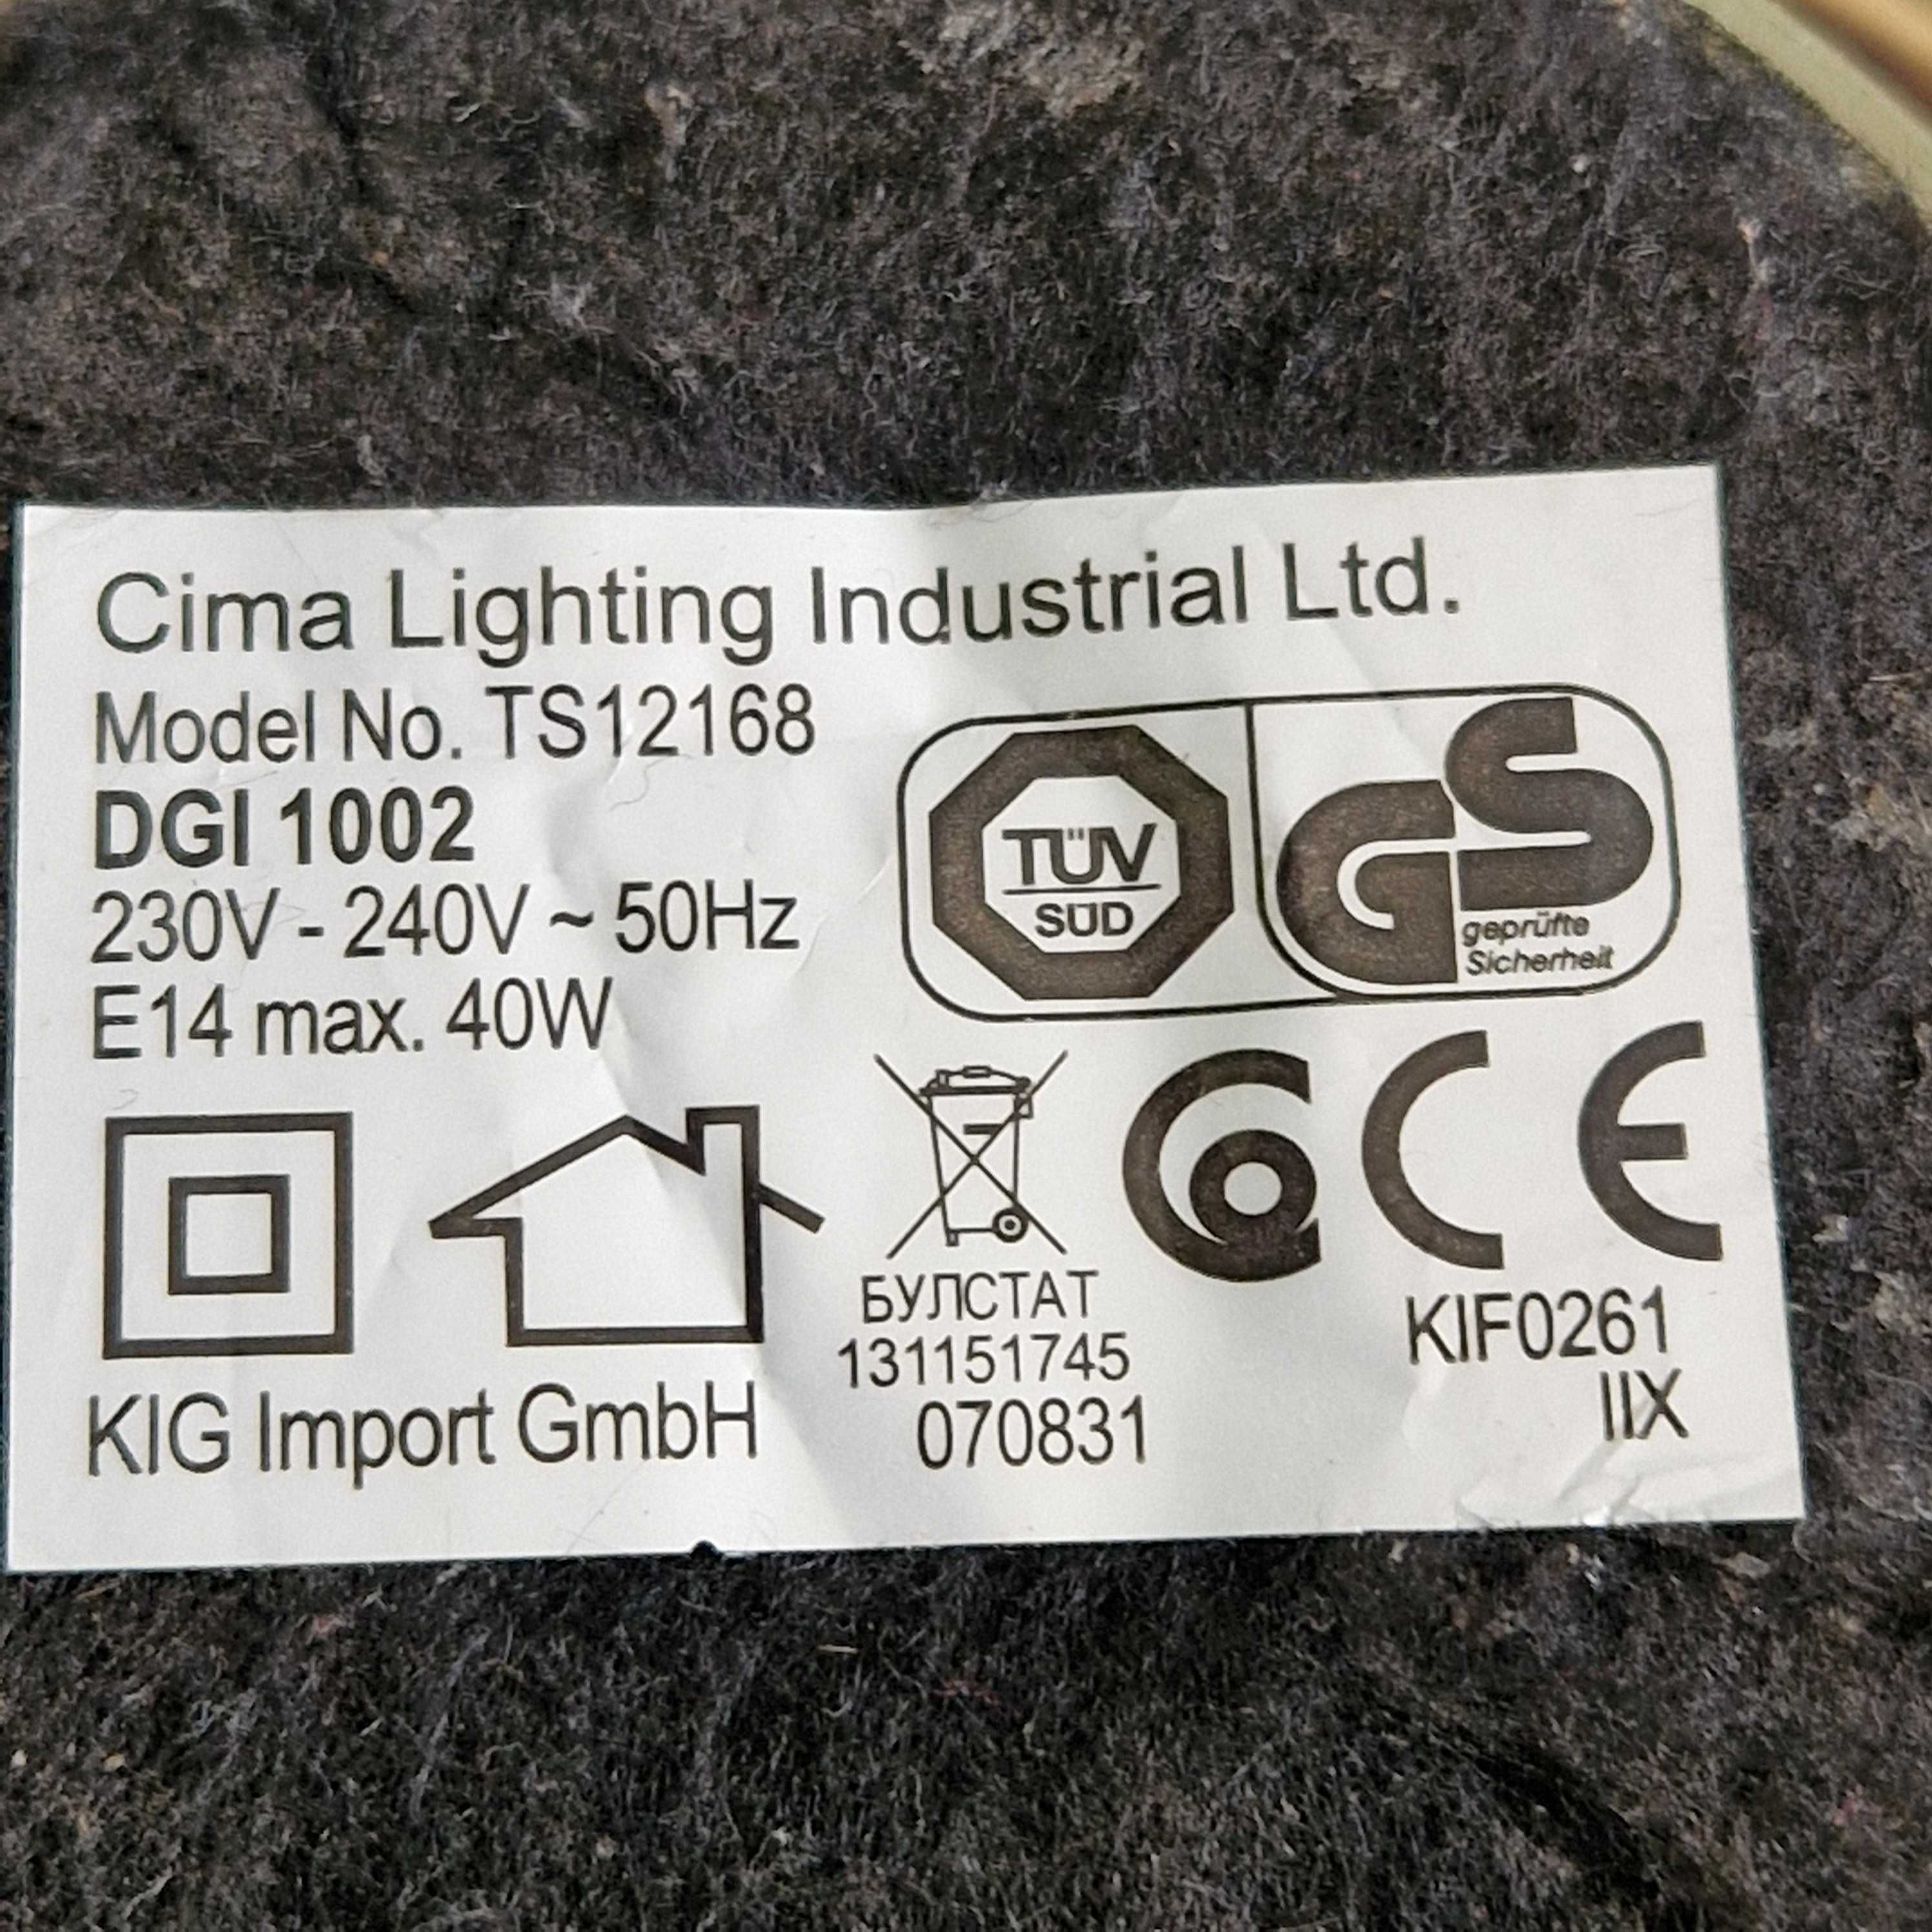 Cima Lighting Industrial Ltd.
Model No. TS12168
DGI 1002
230V - 240V ~ 50Hz
E14 max. 40W
TÜV
SÜD
GS
geprüfte
Sicherheit
CE
БУЛСТАТ
131151745
070831
KIF0261
IIX
KIG Import GmbH